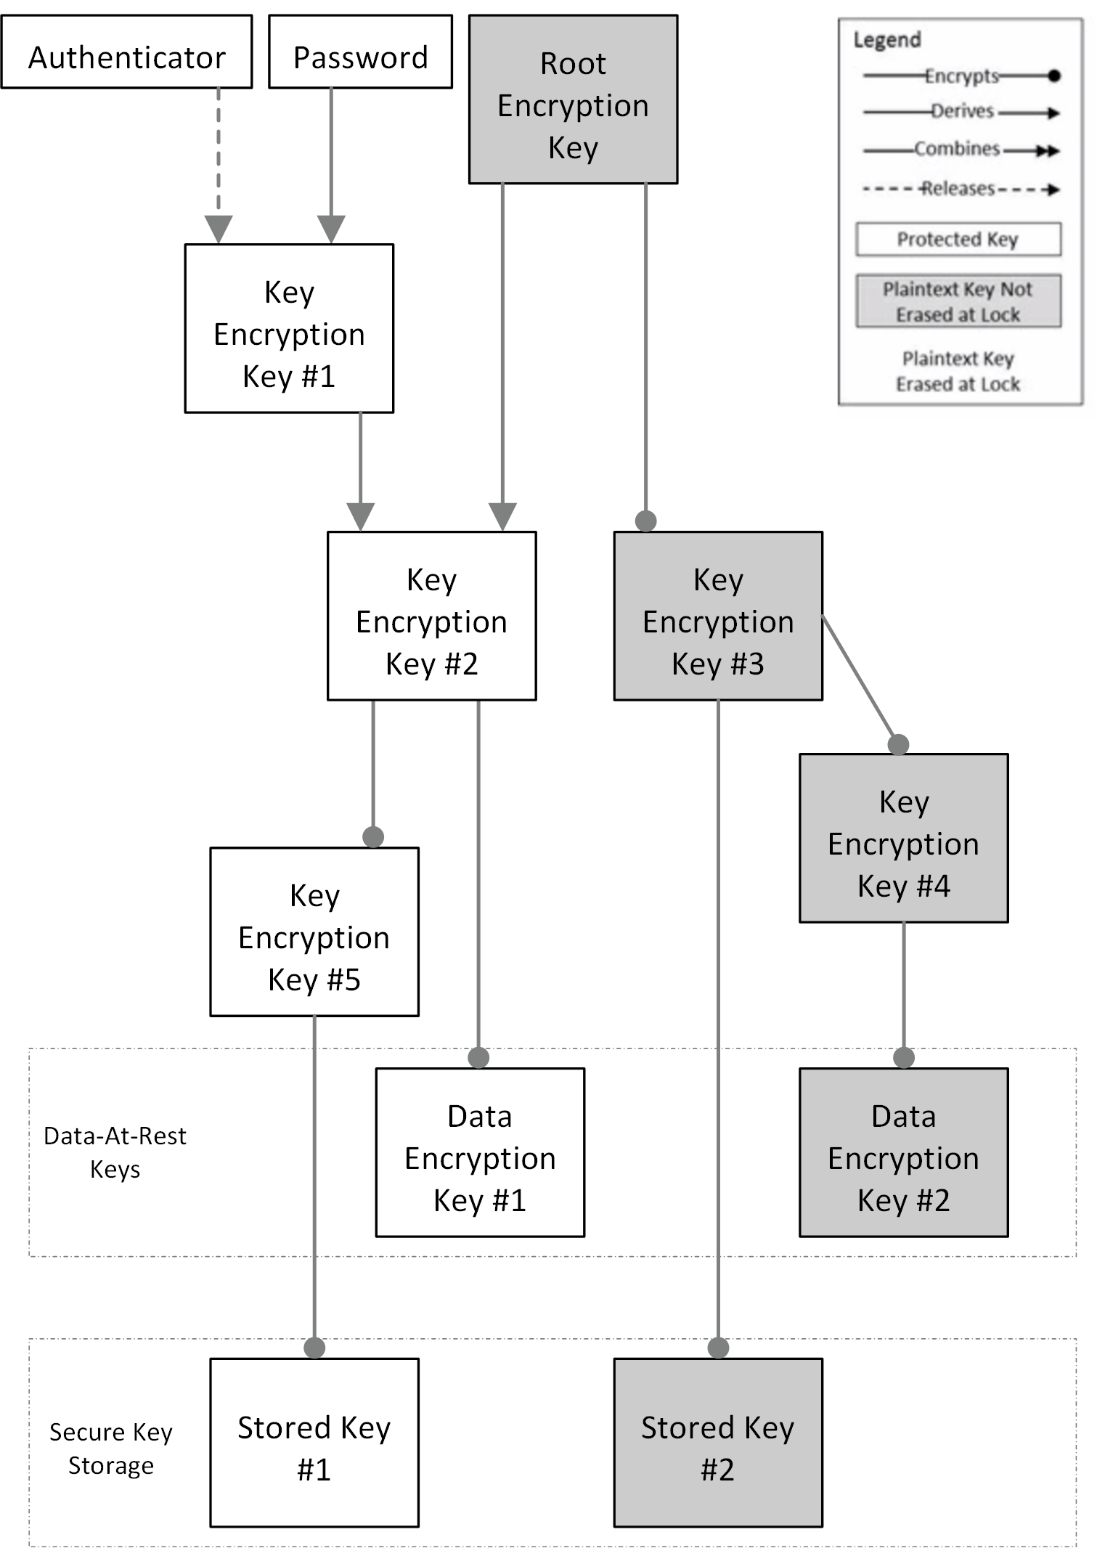 Authenticator
Password
Root
Encryption
Key
Legend
Encrypts
Derives
Combines
Releases
Protected Key
Plaintext Key Not
Erased at Lock
Plaintext Key
Erased at Lock
Key
Encryption
Key #1
Key
Encryption
Key #2
Key
Encryption
Key #3
Key
Encryption
Key #4
Key
Encryption
Key #5
Data-At-Rest
Keys
Data
Encryption
Key #1
Data
Encryption
Key #2
Secure Key
Storage
Stored Key
#1
Stored Key
#2